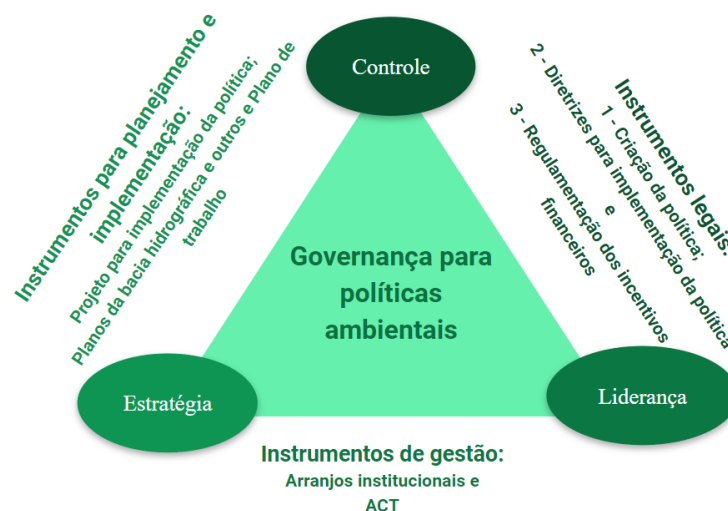 Controle
Instrumentos para planejamento e
implementação:
Projeto para implementação da política;
Planos da bacia hidrográfica e outros e Plano de
trabalho
Instrumentos legais:
1 - Criação da política;
2 - Diretrizes para implementação da política
e
3 - Regulamentação dos incentivos
financeiros
Governança para
políticas
ambientais
Estratégia
Liderança
Instrumentos de gestão:
Arranjos institucionais e
ACT